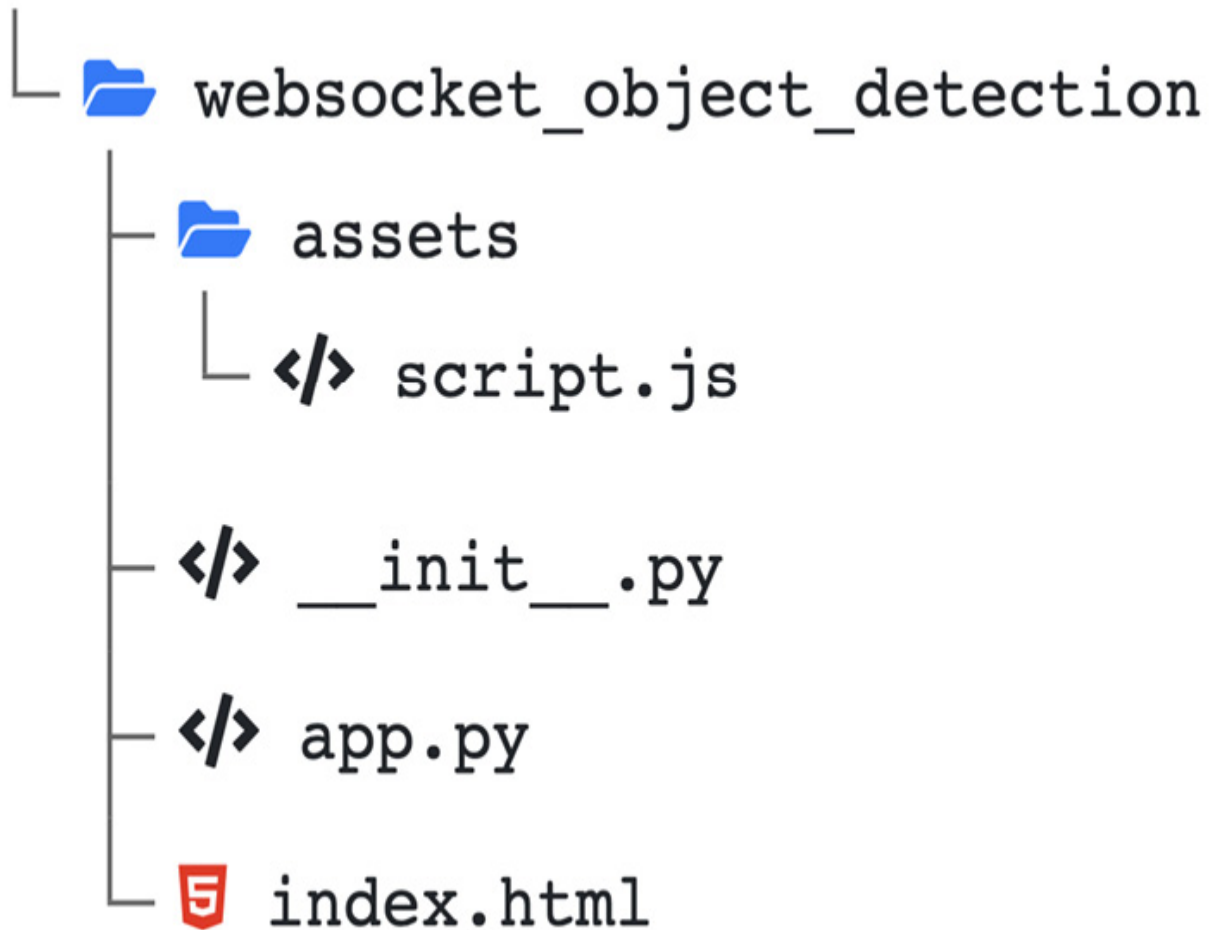 websocket_object_detection
assets
script.js
__init__.py
app.py
index.html